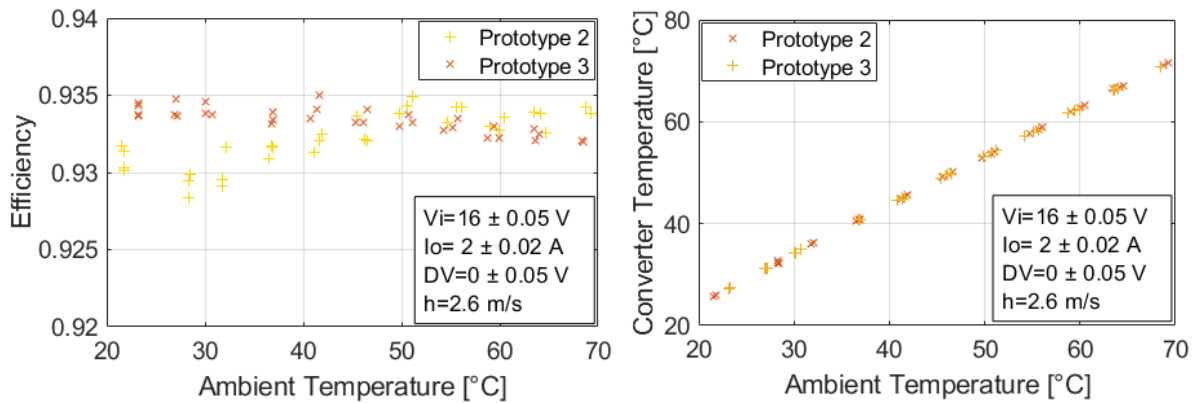 0.94
0.935
0.93
0.925
0.92
Efficiency
Prototype 2
Prototype 3
Vi=16 ± 0.05 V
Io= 2 ± 0.02 A
DV=0 ± 0.05 V
h=2.6 m/s
20 30 40 50 60 70
Ambient Temperature [°C]
80
60
40
20
Converter Temperature [°C]
Prototype 2
Prototype 3
Vi=16 ± 0.05 V
Io= 2 ± 0.02 A
DV=0 ± 0.05 V
h=2.6 m/s
20 30 40 50 60 70
Ambient Temperature [°C]